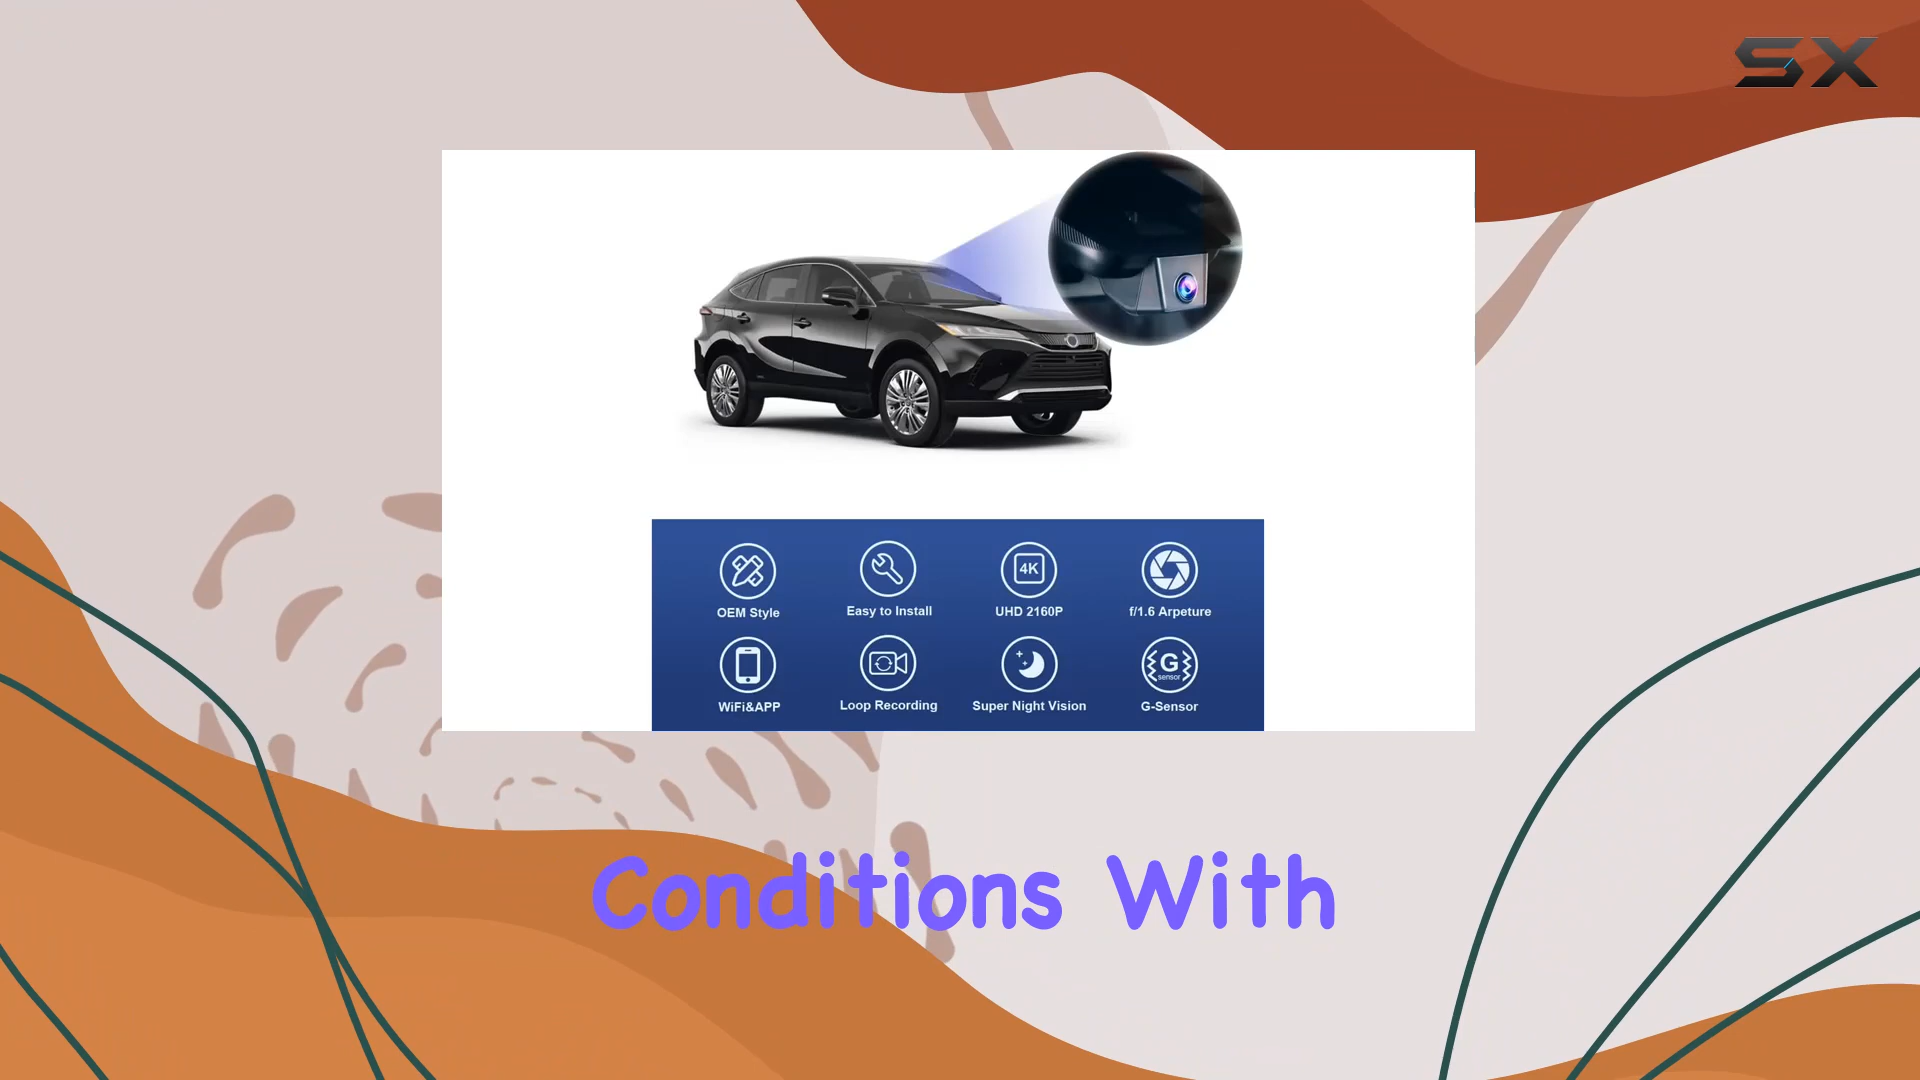 SX
4K
OEM Style
Easy to Install
UHD 2160P
f/1.6 Arpeture
G
sensor
WiFi&APP
Loop Recording
Super Night Vision
G-Sensor
Conditions With